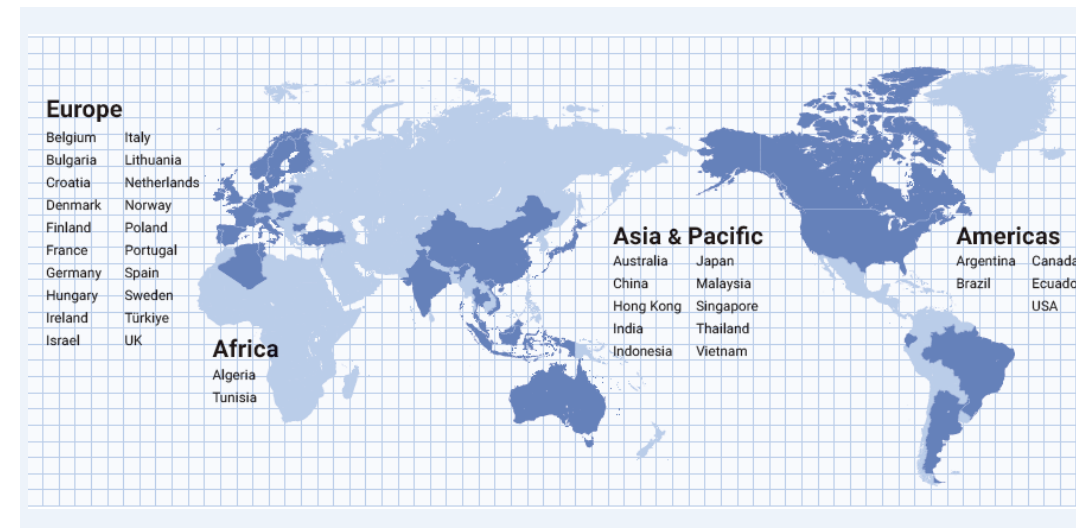 Europe
Belgium Italy
Bulgaria Lithuania
Croatia Netherlands
Denmark Norway
Finland Poland
France Portugal
Germany Spain
Hungary Sweden
Ireland Türkiye
Israel UK
Africa
Algeria
Tunisia
Asia & Pacific
Australia Japan
China Malaysia
Hong Kong Singapore
India Thailand
Indonesia Vietnam
Americas
Argentina Canada
Brazil Ecuado
USA